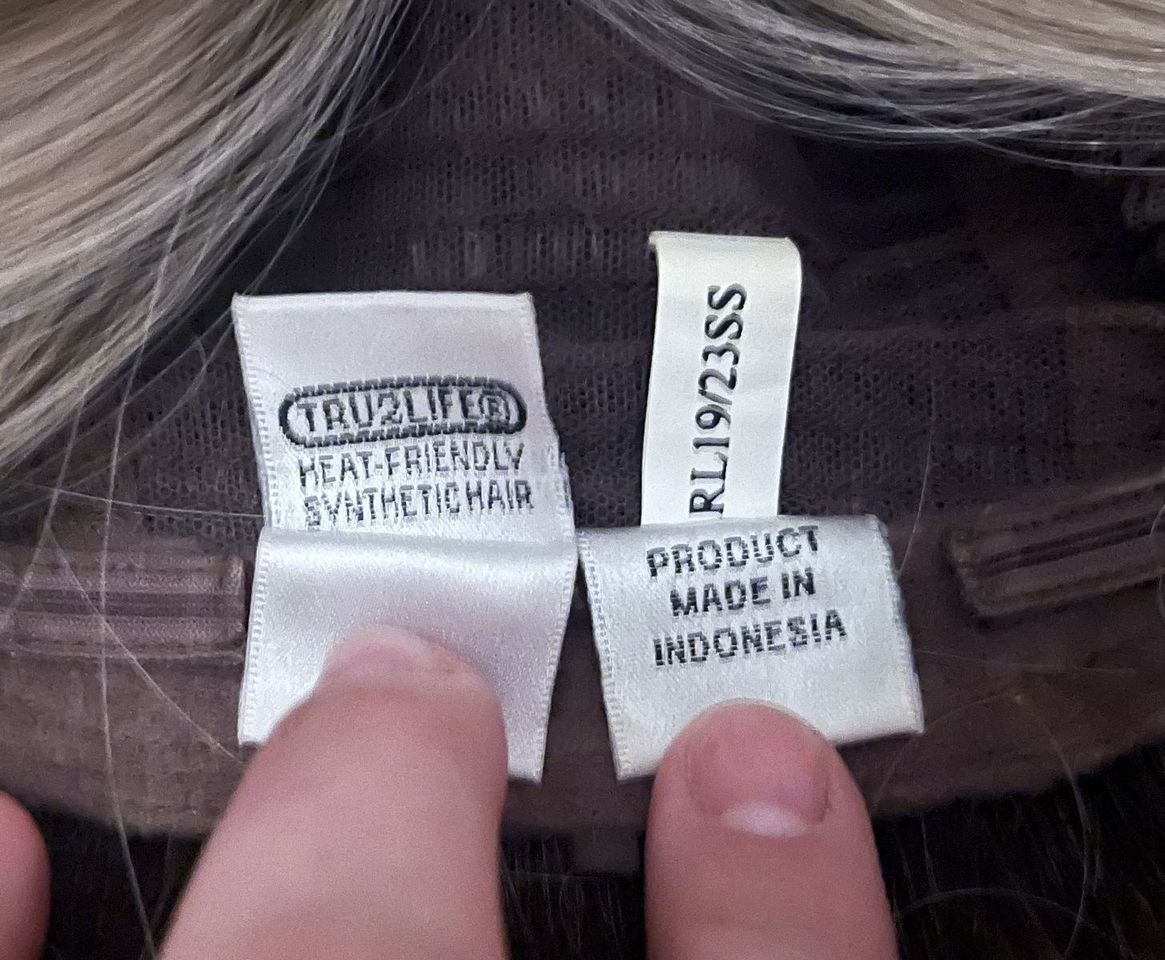 TRU2LIFE®
HEAT-FRIENDLY
SYNTHETIC HAIR
RL19/23SS
PRODUCT
MADE IN
INDONESIA